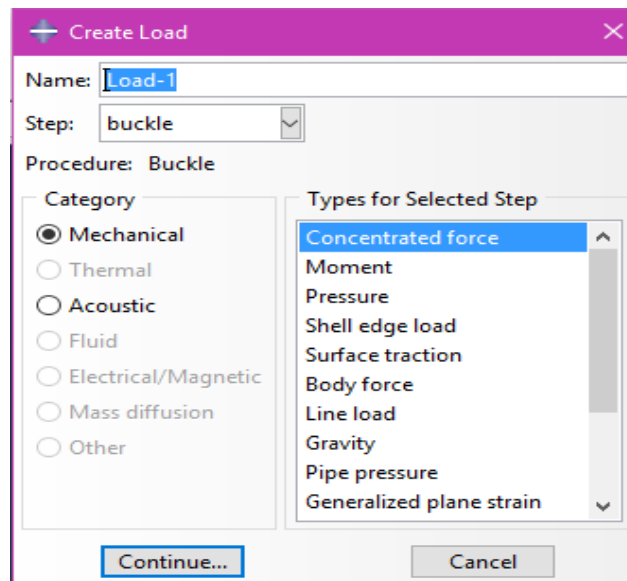 Create Load
Name: Load-1
Step: buckle
Procedure: Buckle
Category
Mechanical
Thermal
Acoustic
Fluid
Electrical/Magnetic
Mass diffusion
Other
Types for Selected Step
Concentrated force
Moment
Pressure
Shell edge load
Surface traction
Body force
Line load
Gravity
Pipe pressure
Generalized plane strain
Continue...
Cancel